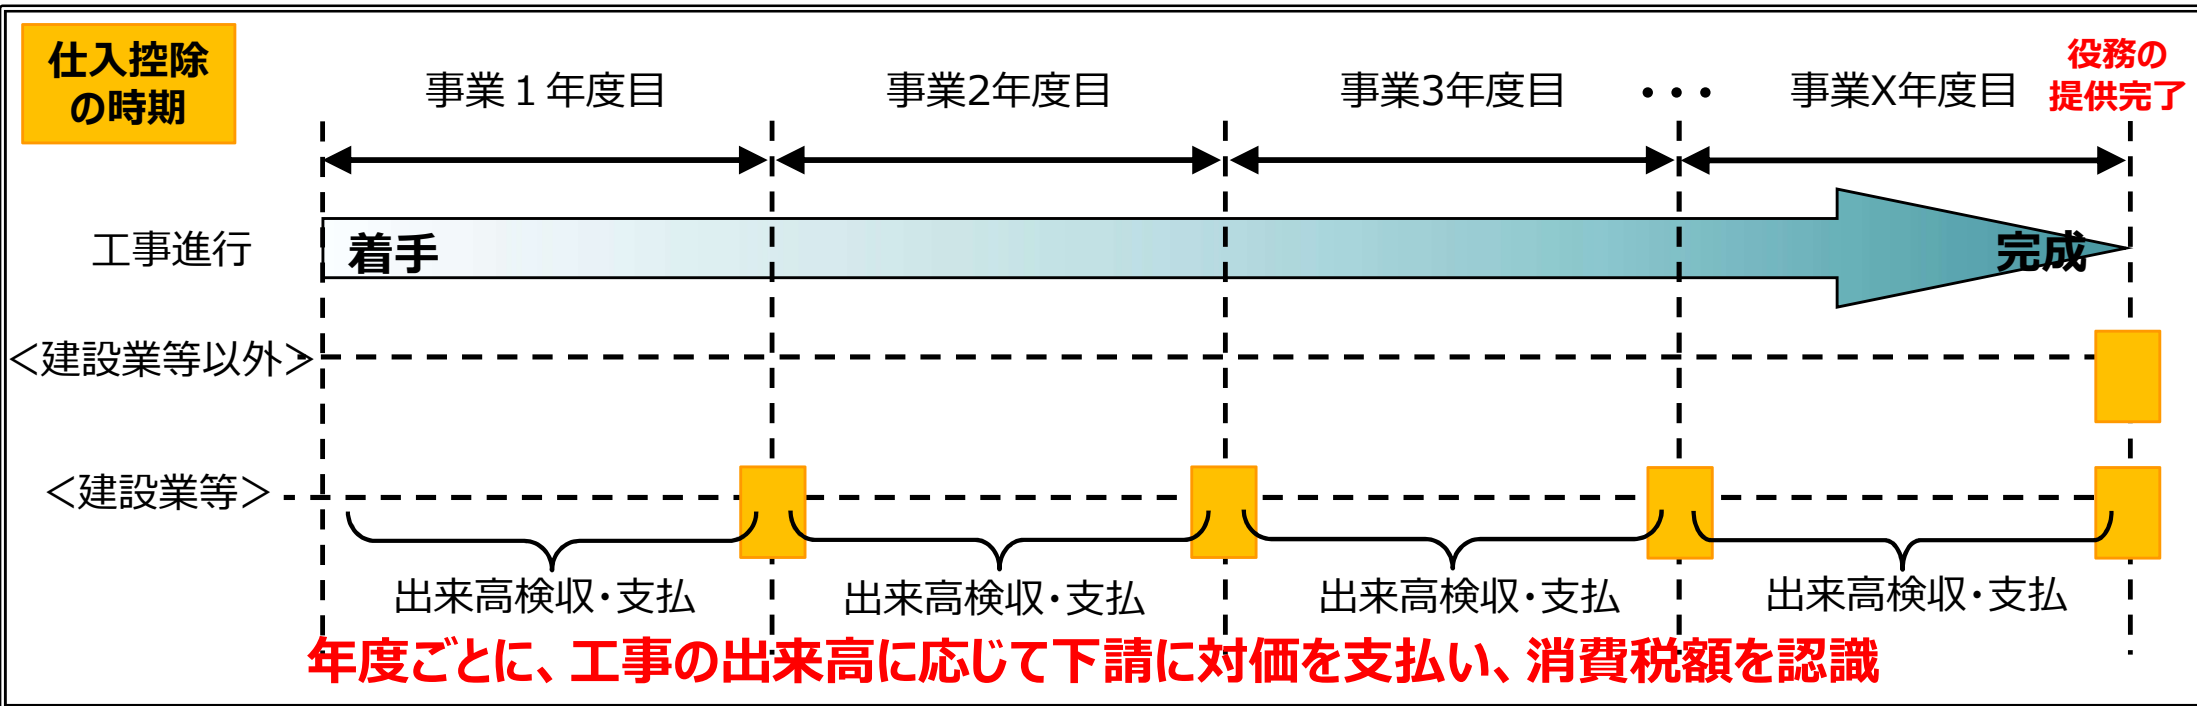 仕入控除
の時期
事業１年度目
事業2年度目
事業3年度目
・・・
事業X年度目
役務の
提供完了
工事進行
着手
完成
＜建設業等以外＞
＜建設業等＞
出来高検収・支払
出来高検収・支払
出来高検収・支払
出来高検収・支払
年度ごとに、工事の出来高に応じて下請に対価を支払い、消費税額を認識